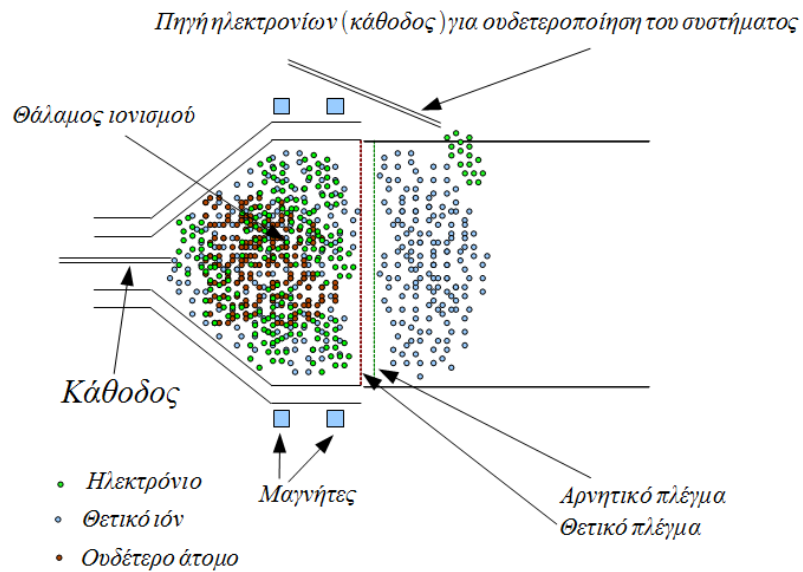 Πηγή ηλεκτρονίων (κάθοδος) για ουδετεροποίηση του συστήματος
Θάλαμος ιονισμού
Κάθοδος
Ηλεκτρόνιο
Θετικό ιόν
Ουδέτερο άτομο
Μαγνήτες
Αρνητικό πλέγμα
Θετικό πλέγμα